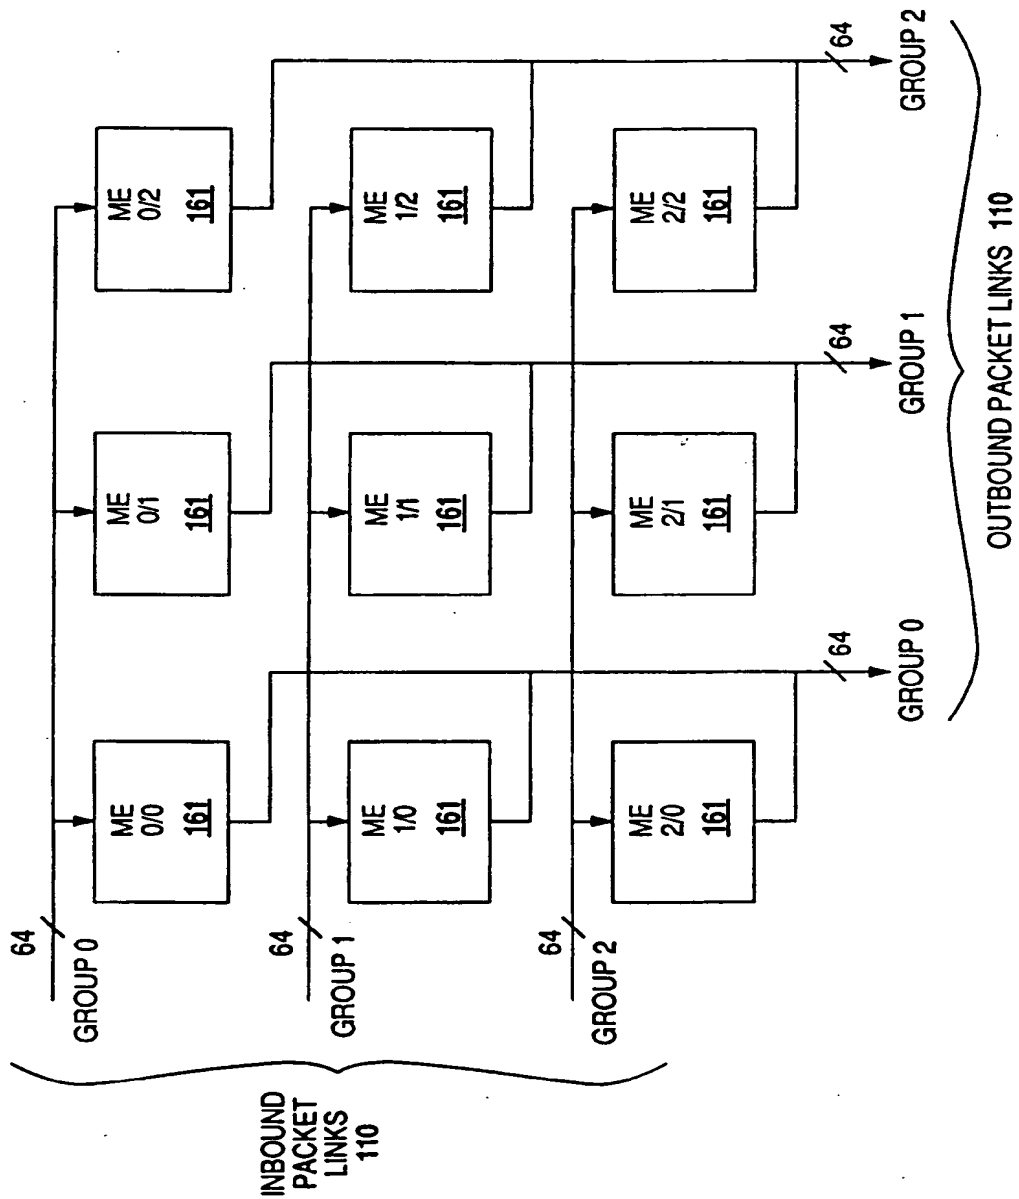 64
GROUP 0
ME
0/0
161
ME
0/1
161
ME
0/2
161
INBOUND
PACKET
LINKS
110
64
GROUP 1
ME
1/0
161
ME
1/1
161
ME
1/2
161
64
GROUP 2
ME
2/0
161
ME
2/1
161
ME
2/2
161
64
64
64
GROUP 0
GROUP 1
GROUP 2
OUTBOUND PACKET LINKS 110